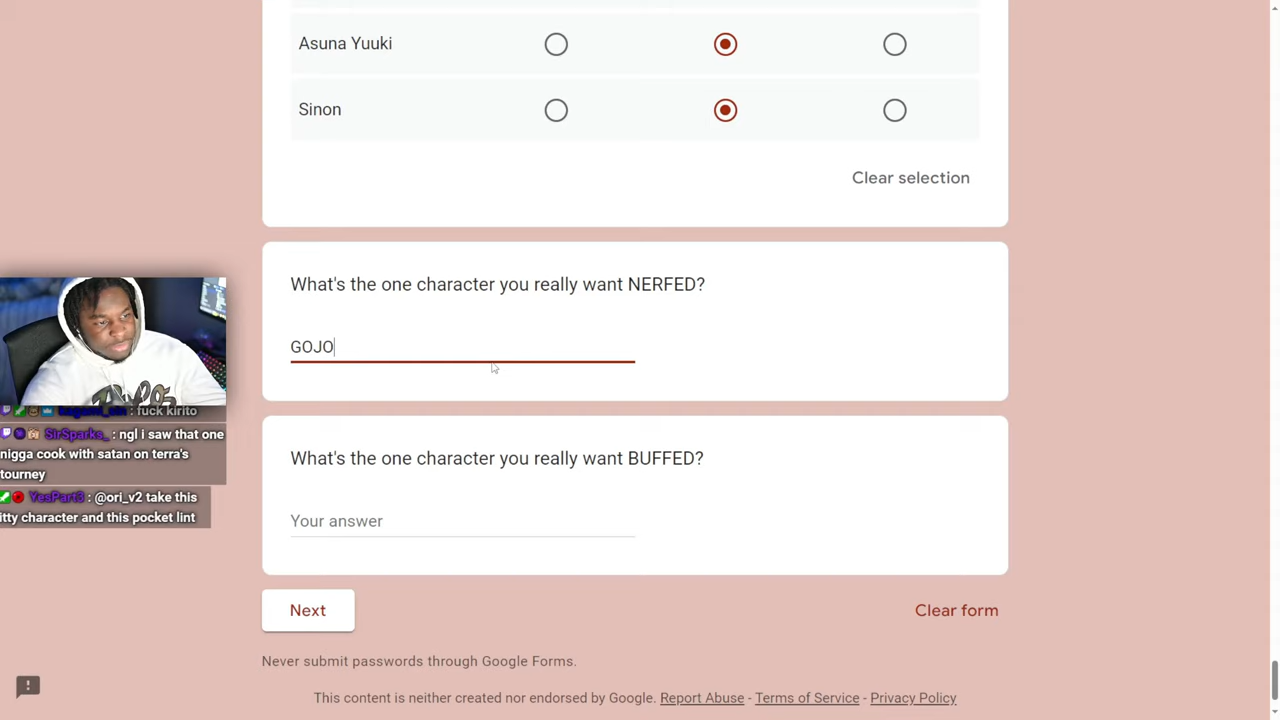 Asuna Yuuki
Sinon
Clear selection
What's the one character you really want NERFED?
GOJO
: fuck kirito
SirSparks_ : ngl i saw that one
nigga cook with satan on terra's
tourney
YesPart3 : @ori_v2 take this
itty character and this pocket lint
What's the one character you really want BUFFED?
Your answer
Next
Clear form
Never submit passwords through Google Forms.
This content is neither created nor endorsed by Google. Report Abuse - Terms of Service - Privacy Policy